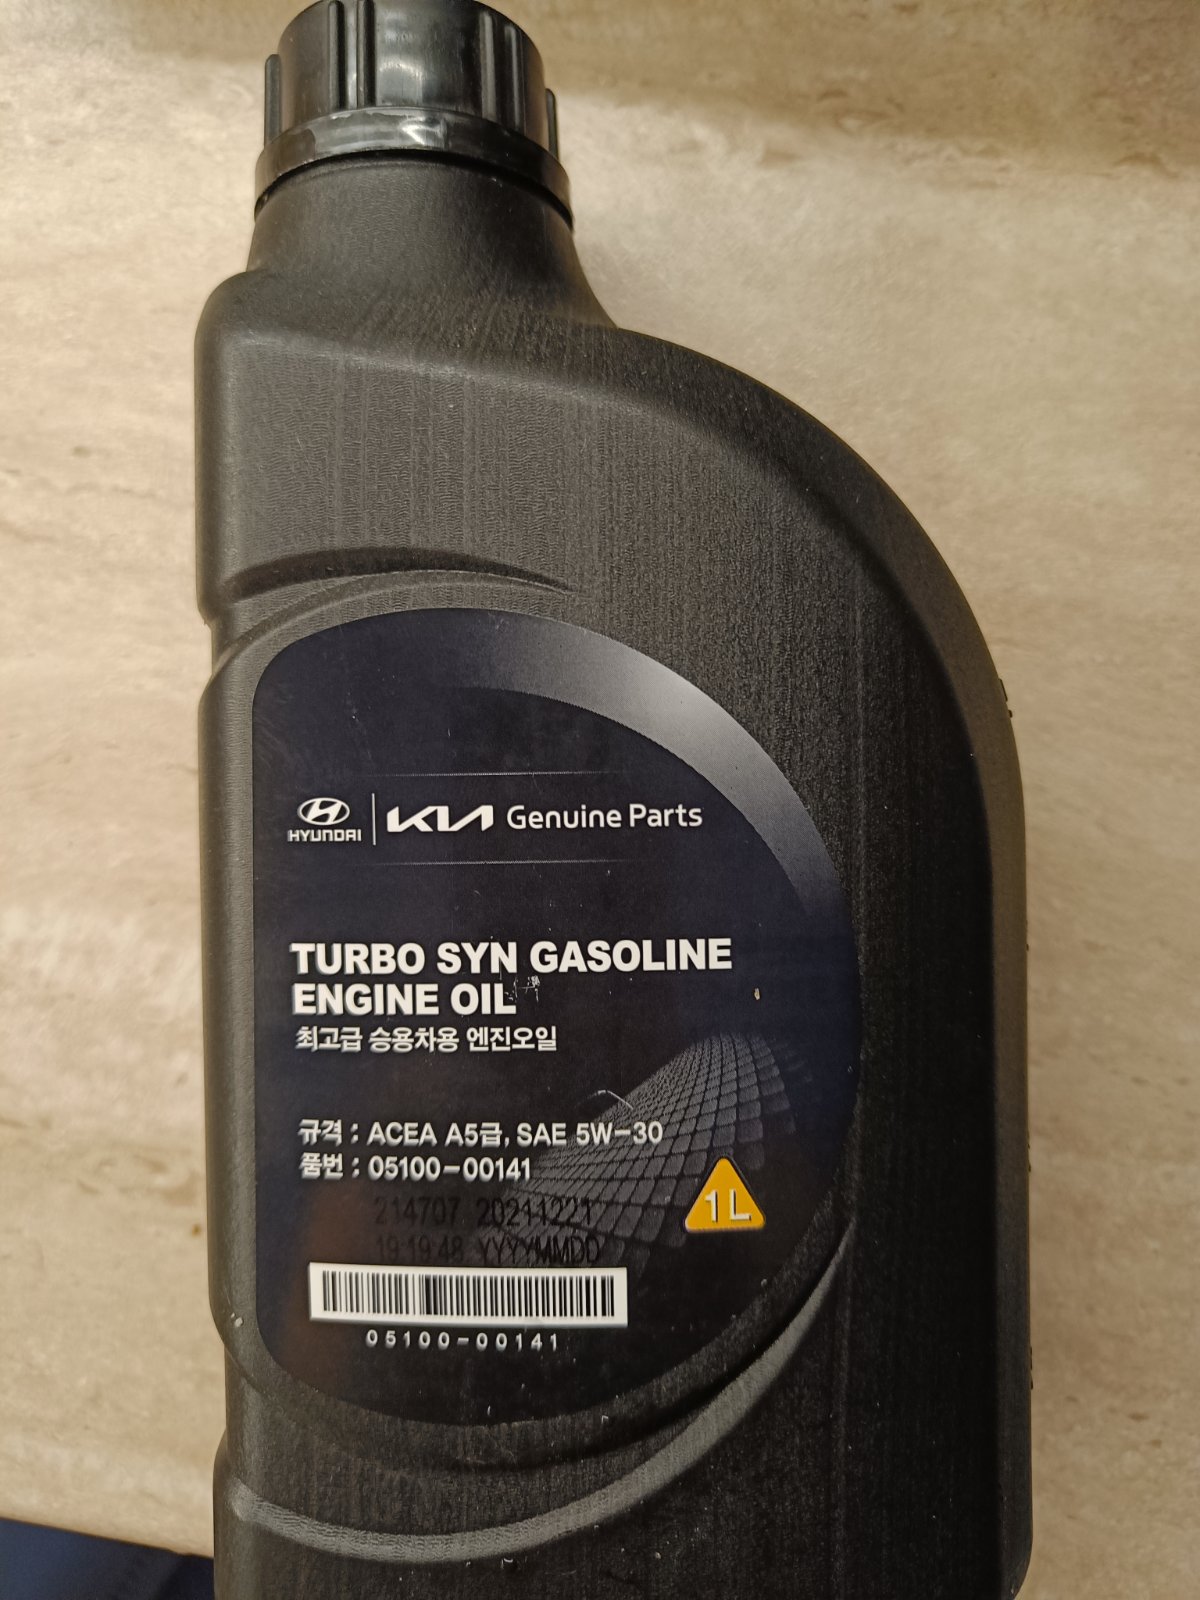 HYUNDAI KIA Genuine Parts
TURBO SYN GASOLINE
ENGINE OIL
최고급 승용차용 엔진오일
규격 : ACEA A5급, SAE 5W-30
품번 : 05100-00141
214707 20211221
19:19:48 YYYYMMDD
1L
05100-00141